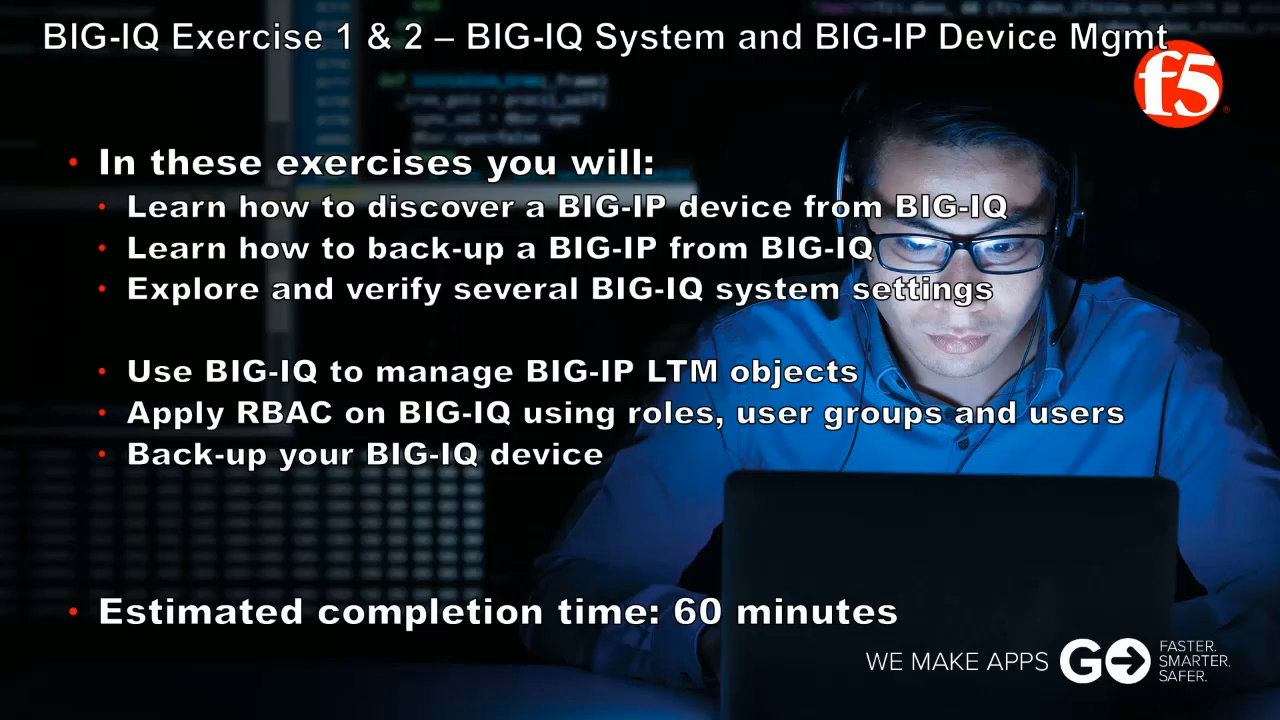 BIG-IQ Exercise 1 & 2 – BIG-IQ System and BIG-IP Device Mgmt
f5
• In these exercises you will:
• Learn how to discover a BIG-IP device from BIG-IQ
• Learn how to back-up a BIG-IP from BIG-IQ
• Explore and verify several BIG-IQ system settings
• Use BIG-IQ to manage BIG-IP LTM objects
• Apply RBAC on BIG-IQ using roles, user groups and users
• Back-up your BIG-IQ device
• Estimated completion time: 60 minutes
WE MAKE APPS GO
FASTER.
SMARTER.
SAFER.